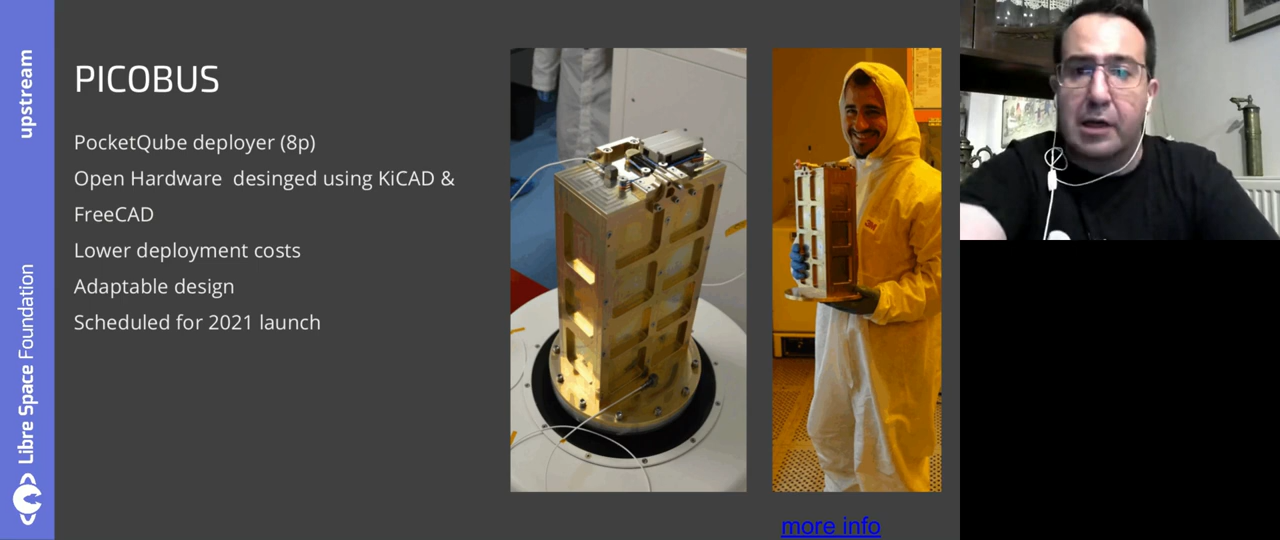 upstream
Libre Space Foundation
PICOBUS
PocketQube deployer (8p)
Open Hardware  desinged using KiCAD &
FreeCAD
Lower deployment costs
Adaptable design
Scheduled for 2021 launch
3M
more info